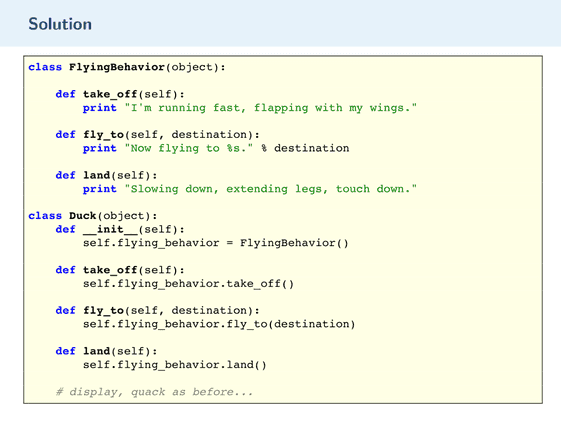 Solution
class FlyingBehavior(object):
def take_off(self):
print "I'm running fast, flapping with my wings."
def fly_to(self, destination):
print "Now flying to %s." % destination
def land(self):
print "Slowing down, extending legs, touch down."
class Duck(object):
def __init__(self):
self.flying_behavior = FlyingBehavior()
def take_off(self):
self.flying_behavior.take_off()
def fly_to(self, destination):
self.flying_behavior.fly_to(destination)
def land(self):
self.flying_behavior.land()
# display, quack as before...